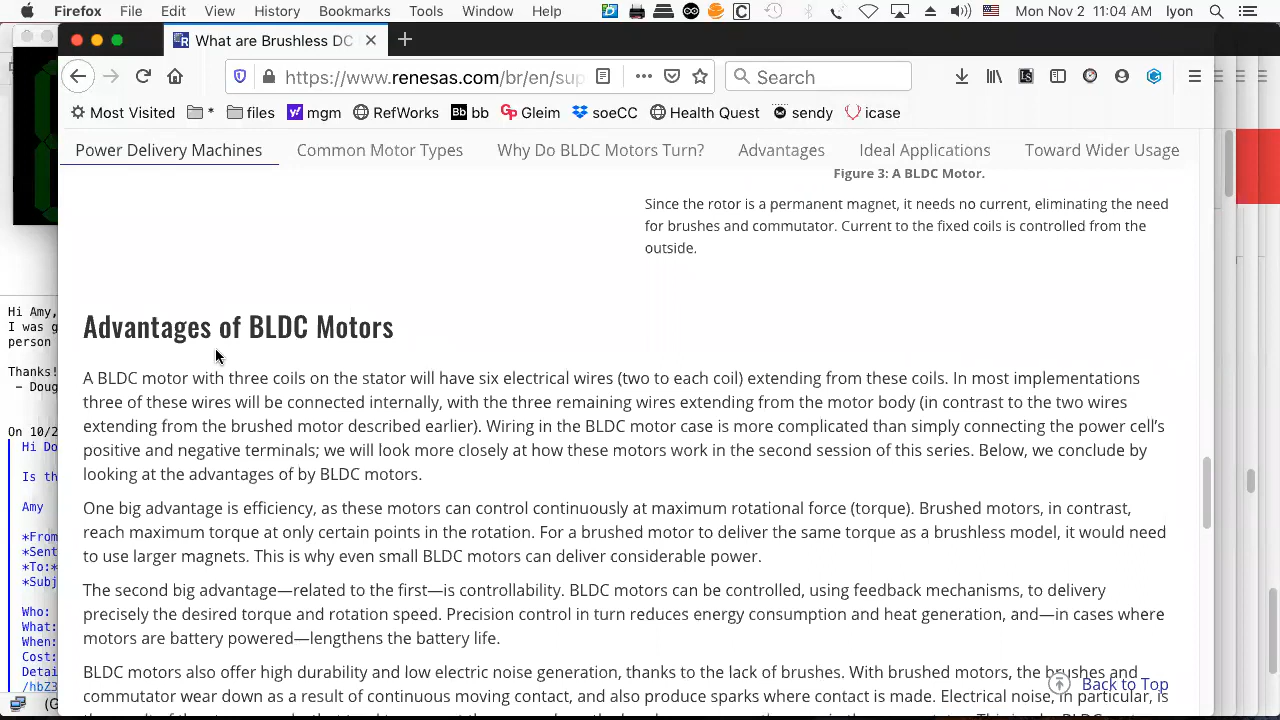 Firefox File Edit View History Bookmarks Tools Window Help Mon Nov 2 11:04 AM lyon
What are Brushless DC
https://www.renesas.com/br/en/sup
Search
Most Visited * files mgm RefWorks Bb bb Gp Gleim soeCC Health Quest sendy icase
Power Delivery Machines Common Motor Types Why Do BLDC Motors Turn? Advantages Ideal Applications Toward Wider Usage
Figure 3: A BLDC Motor.
Since the rotor is a permanent magnet, it needs no current, eliminating the need
for brushes and commutator. Current to the fixed coils is controlled from the
outside.
Advantages of BLDC Motors
A BLDC motor with three coils on the stator will have six electrical wires (two to each coil) extending from these coils. In most implementations
three of these wires will be connected internally, with the three remaining wires extending from the motor body (in contrast to the two wires
extending from the brushed motor described earlier). Wiring in the BLDC motor case is more complicated than simply connecting the power cell's
positive and negative terminals; we will look more closely at how these motors work in the second session of this series. Below, we conclude by
looking at the advantages of by BLDC motors.
One big advantage is efficiency, as these motors can control continuously at maximum rotational force (torque). Brushed motors, in contrast,
reach maximum torque at only certain points in the rotation. For a brushed motor to deliver the same torque as a brushless model, it would need
to use larger magnets. This is why even small BLDC motors can deliver considerable power.
The second big advantage—related to the first—is controllability. BLDC motors can be controlled, using feedback mechanisms, to delivery
precisely the desired torque and rotation speed. Precision control in turn reduces energy consumption and heat generation, and—in cases where
motors are battery powered—lengthens the battery life.
BLDC motors also offer high durability and low electric noise generation, thanks to the lack of brushes. With brushed motors, the brushes and
commutator wear down as a result of continuous moving contact, and also produce sparks where contact is made. Electrical noise, in particular, is
Back to Top
Hi Amy,
I was g
person
Thanks!
- Doug
On 10/2
Hi Do
Is th
Amy
*From
*Sent
*To:*
*Subj
Who:
What:
When:
Cost:
Detai
/hbZ3